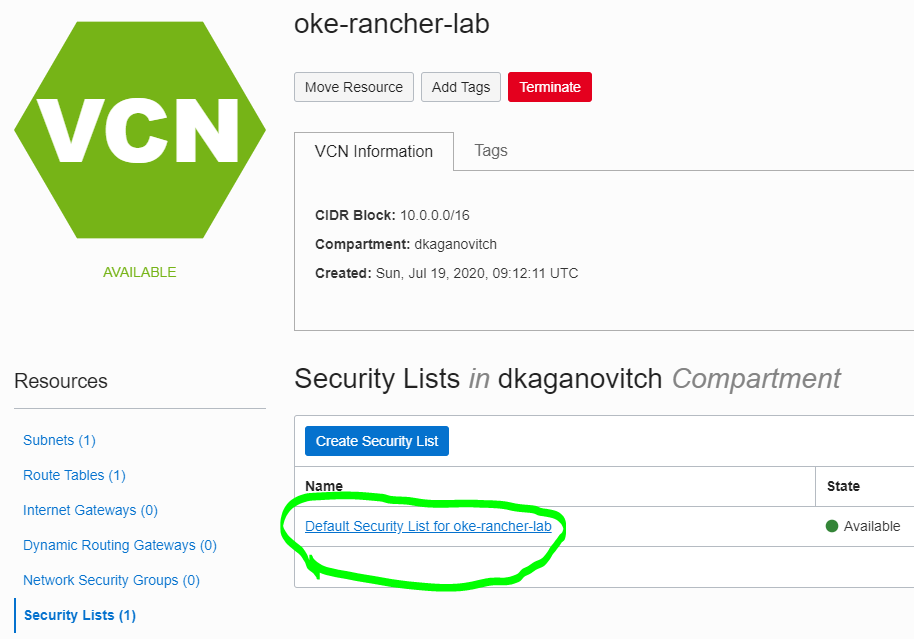 oke-rancher-lab
VCN
Move Resource
Add Tags
Terminate
VCN Information
Tags
CIDR Block: 10.0.0.0/16
Compartment: dkaganovitch
Created: Sun, Jul 19, 2020, 09:12:11 UTC
AVAILABLE
Resources
Subnets (1)
Route Tables (1)
Internet Gateways (0)
Dynamic Routing Gateways (0)
Network Security Groups (0)
Security Lists (1)
Security Lists in dkaganovitch Compartment
Create Security List
Name
State
Default Security List for oke-rancher-lab
Available